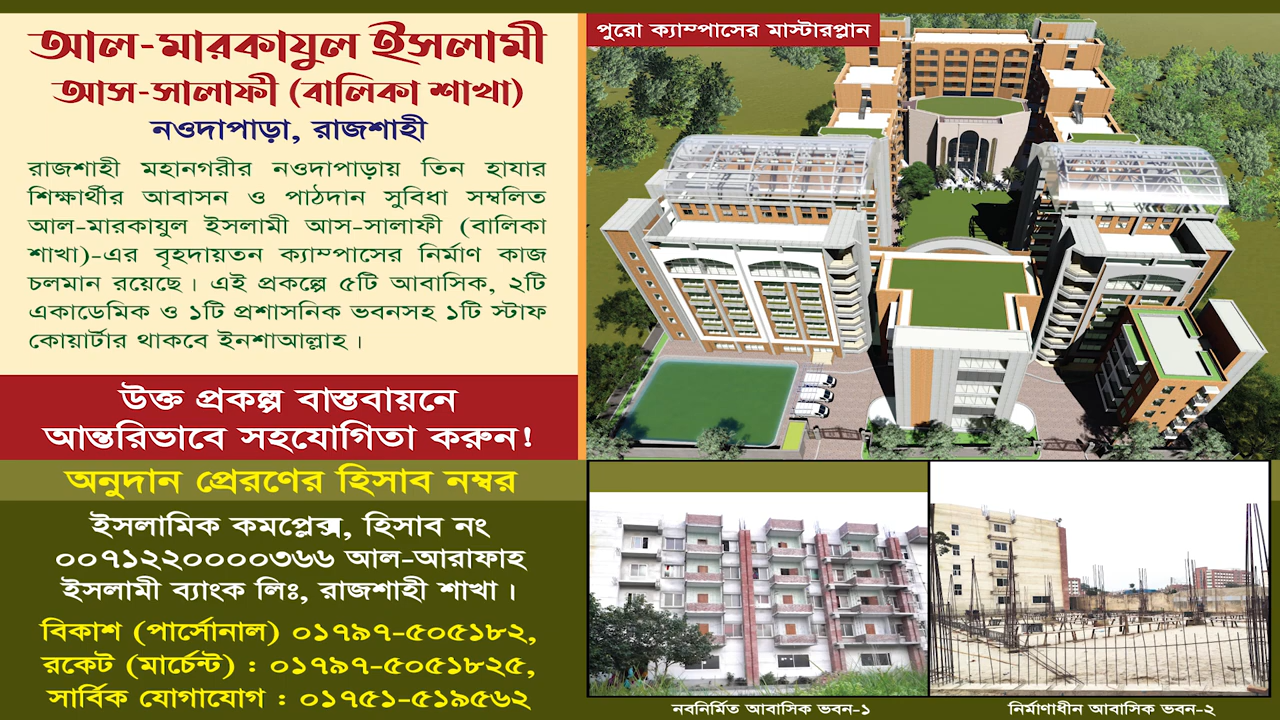 আল-মারকাযুল ইসলামী
আস-সালাফী (বালিকা শাখা)
নওদাপাড়া, রাজশাহী
রাজশাহী মহানগরীর নওদাপাড়ায় তিন হাযার
শিক্ষার্থীর আবাসন ও পাঠদান সুবিধা সম্বলিত
আল-মারকাযুল ইসলামী আস-সালাফী (বালিকা
শাখা)-এর বৃহদায়তন ক্যাম্পাসের নির্মাণ কাজ
চলমান রয়েছে। এই প্রকল্পে ৫টি আবাসিক, ২টি
একাডেমিক ও ১টি প্রশাসনিক ভবনসহ ১টি স্টাফ
কোয়ার্টার থাকবে ইনশাআল্লাহ।
উক্ত প্রকল্প বাস্তবায়নে
আন্তরিভাবে সহযোগিতা করুন!
অনুদান প্রেরণের হিসাব নম্বর
ইসলামিক কমপ্লেক্স, হিসাব নং
০০৭১২২০০০০৩৬৬ আল-আরাফাহ
ইসলামী ব্যাংক লিঃ, রাজশাহী শাখা।
বিকাশ (পার্সোনাল) ০১৭৯৭-৫০৫১৮২,
রকেট (মার্চেন্ট) : ০১৭৯৭-৫০৫১৮২৫,
সার্বিক যোগাযোগ : ০১৭৫১-৫১৯৫৬২
পুরো ক্যাম্পাসের মাস্টারপ্লান
নবনির্মিত আবাসিক ভবন-১
নির্মাণাধীন আবাসিক ভবন-২